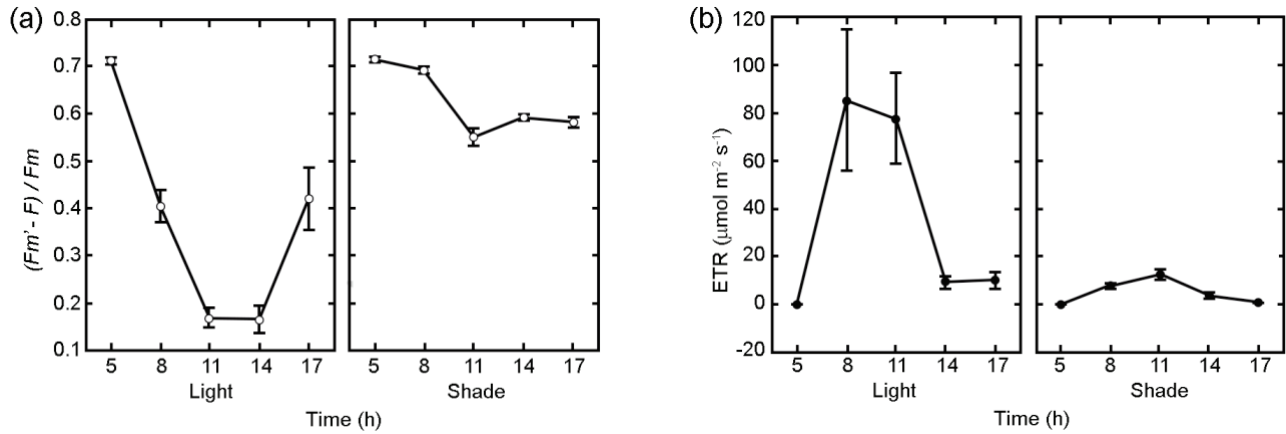 (a)
(Fm' - F) / Fm
0.8
0.7
0.6
0.5
0.4
0.3
0.2
0.1
5 8 11 14 17
Light
5 8 11 14 17
Shade
Time (h)
(b)
ETR (μmol m⁻² s⁻¹)
120
100
80
60
40
20
0
-20
5 8 11 14 17
Light
5 8 11 14 17
Shade
Time (h)